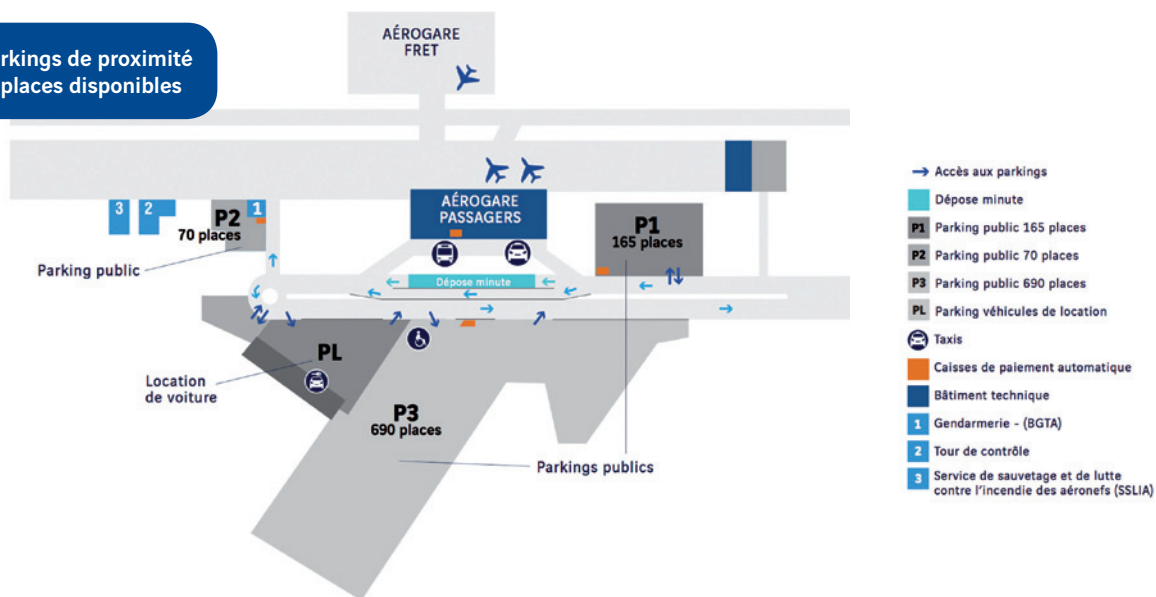 de proximité
places disponibles
AÉROGARE
FRET
AÉROGARE
PASSAGERS
3
2
1
P2
70 places
P1
165 places
Parking public
Dépose minute
PL
Location
de voiture
P3
690 places
Parkings publics
Accès aux parkings
Dépose minute
P1 Parking public 165 places
P2 Parking public 70 places
P3 Parking public 690 places
PL Parking véhicules de location
Taxis
Caisses de paiement automatique
Bâtiment technique
1 Gendarmerie - (BGTA)
2 Tour de contrôle
3 Service de sauvetage et de lutte
contre l'incendie des aéronefs (SSLIA)